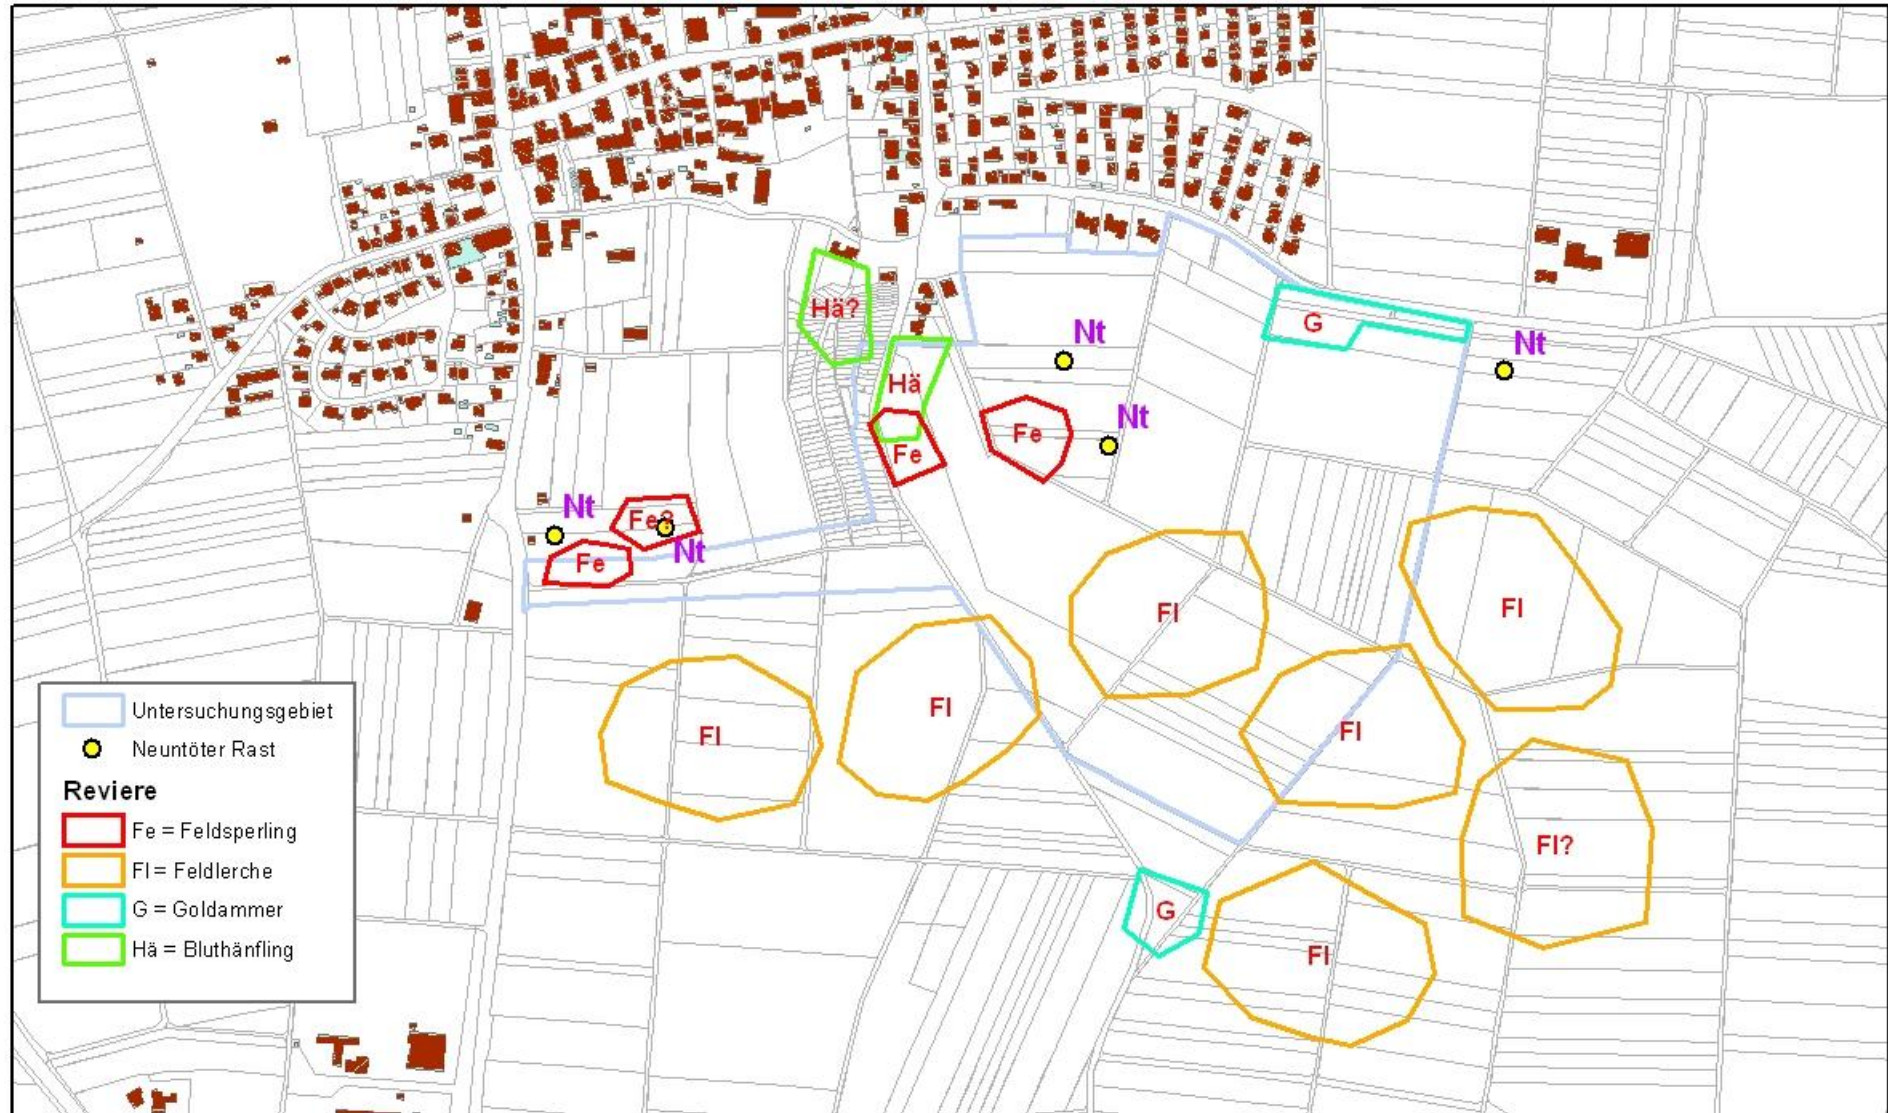 Hä?
G
Nt
Nt
Hä
Nt
Fe
Fe
Nt
Fe?
Nt
Fe
Fl
Fl
Fl
Fl
Fl
Fl?
G
Fl
Untersuchungsgebiet
Neuntöter Rast
Reviere
Fe = Feldsperling
Fl = Feldlerche
G = Goldammer
Hä = Bluthänfling